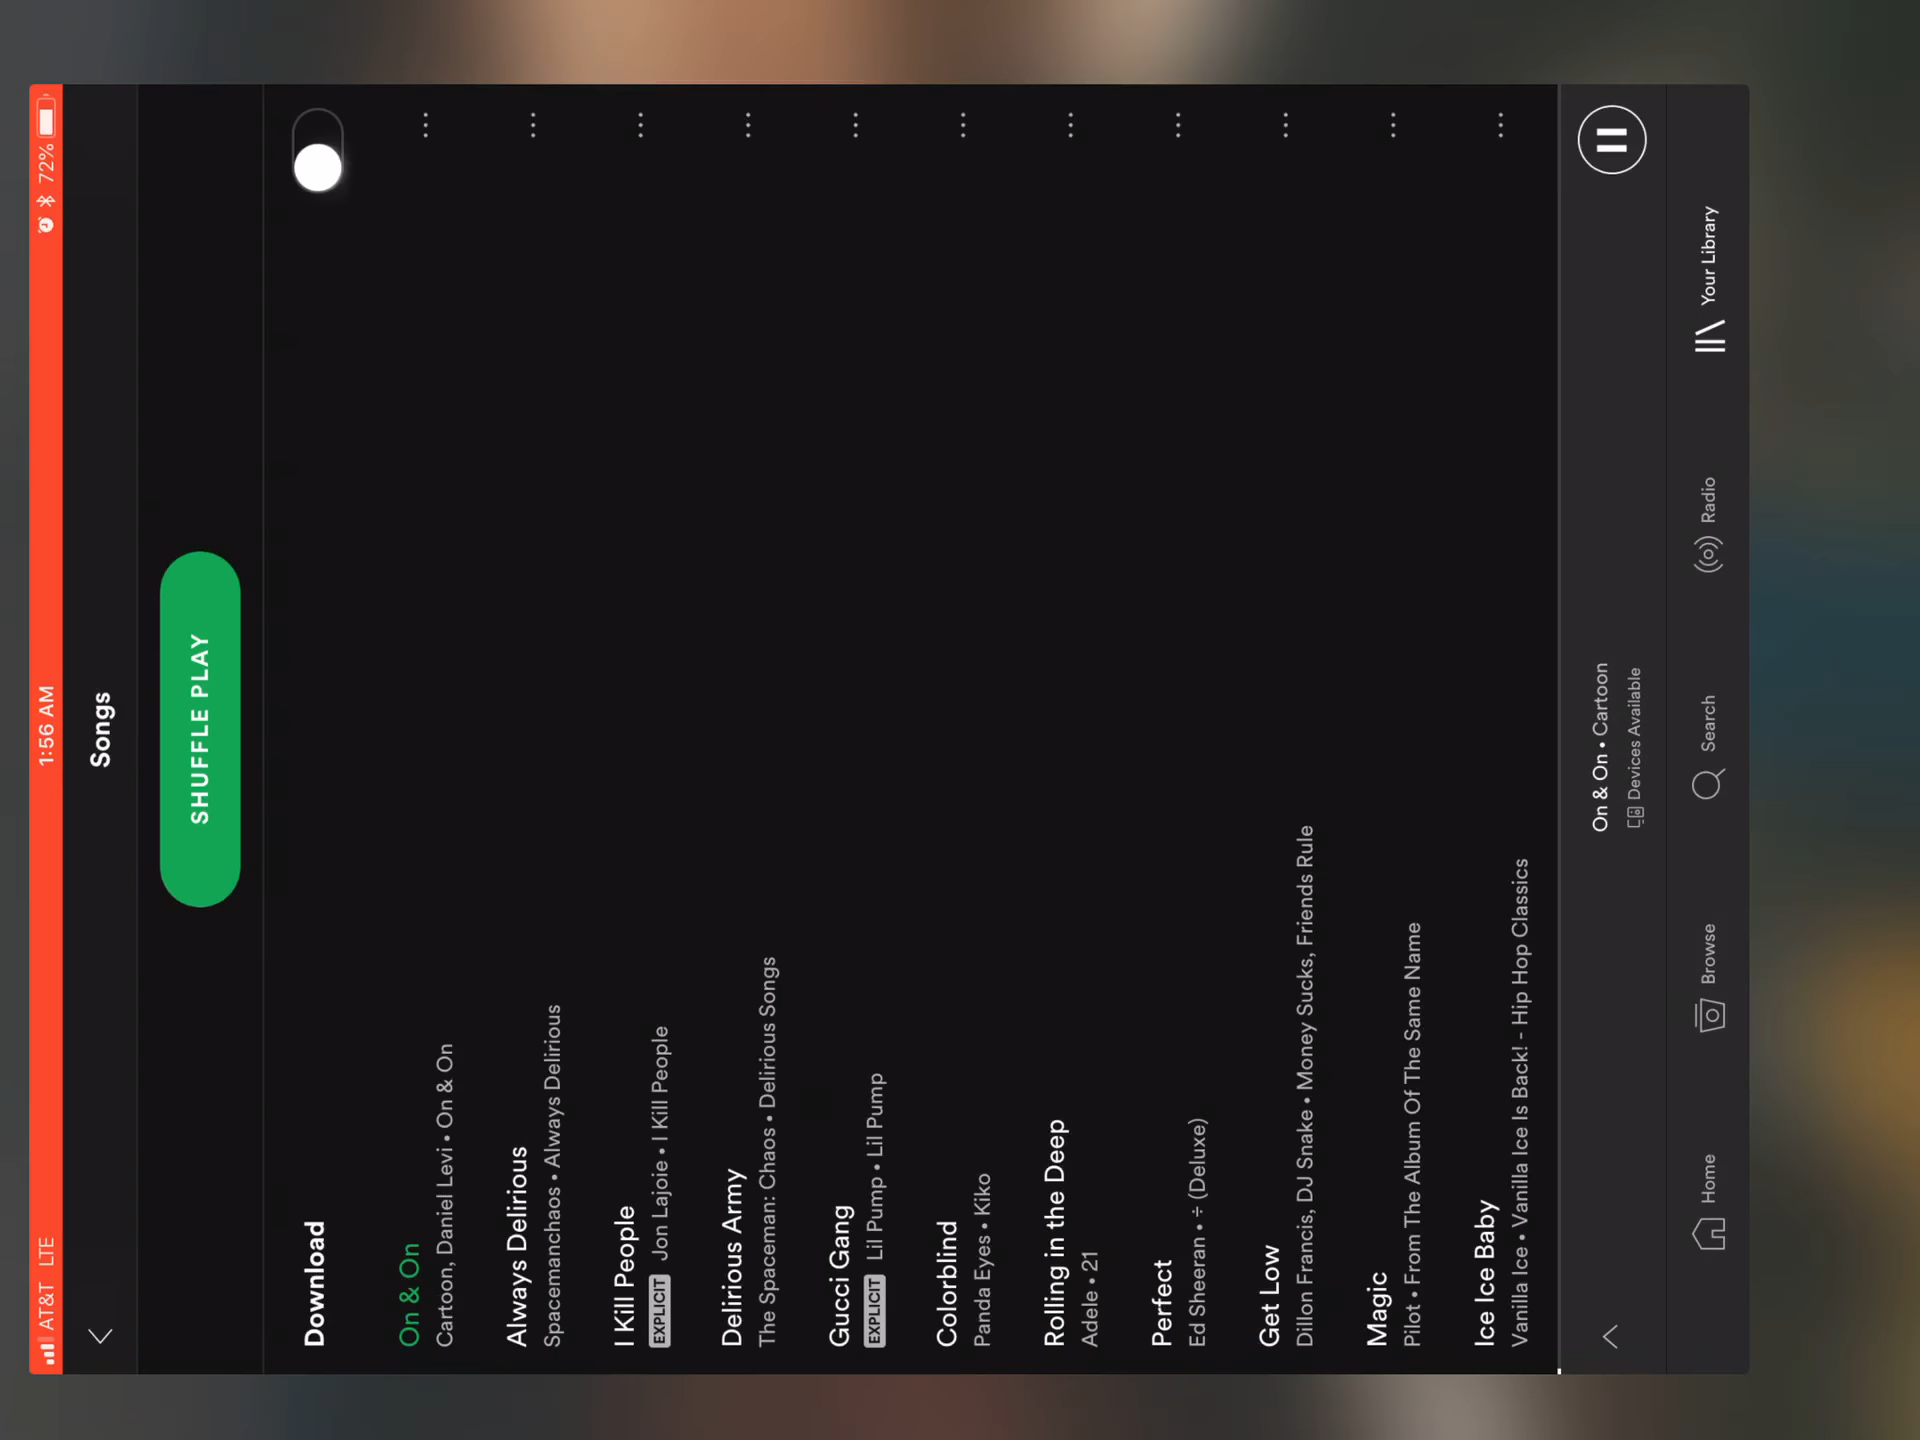 AT&T LTE 1:56 AM 72%
Songs
SHUFFLE PLAY
Download
On & On
Cartoon, Daniel Levi • On & On
Always Delirious
Spacemanchaos • Always Delirious
I Kill People
EXPLICIT Jon Lajoie • I Kill People
Delirious Army
The Spaceman: Chaos • Delirious Songs
Gucci Gang
EXPLICIT Lil Pump • Lil Pump
Colorblind
Panda Eyes • Kiko
Rolling in the Deep
Adele • 21
Perfect
Ed Sheeran • ÷ (Deluxe)
Get Low
Dillon Francis, DJ Snake • Money Sucks, Friends Rule
Magic
Pilot • From The Album Of The Same Name
Ice Ice Baby
Vanilla Ice • Vanilla Ice Is Back! - Hip Hop Classics
On & On • Cartoon
Devices Available
Home Browse Search Radio Your Library